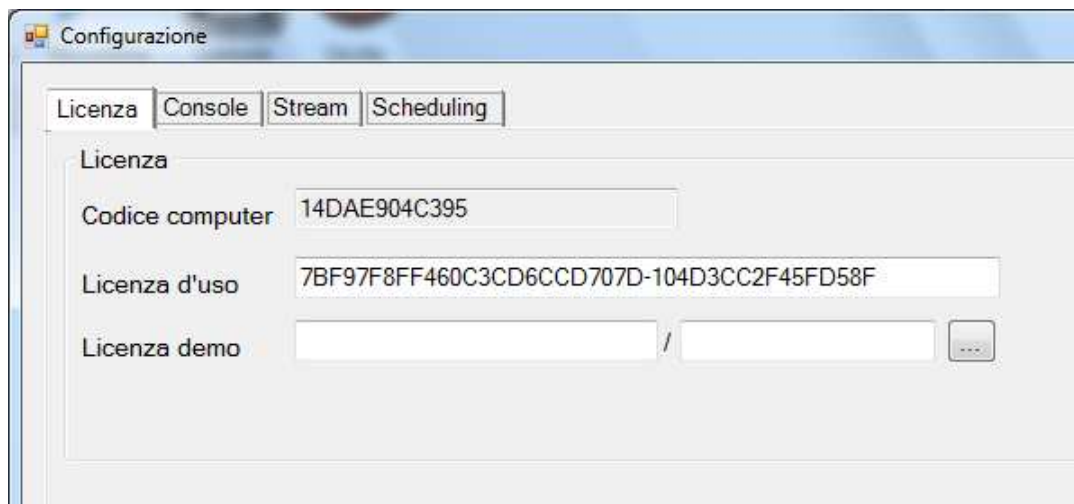 Configurazione
Licenza Console Stream Scheduling
Licenza
Codice computer 14DAE904C395
Licenza d'uso 7BF97F8FF460C3CD6CCD707D-104D3CC2F45FD58F
Licenza demo / ...